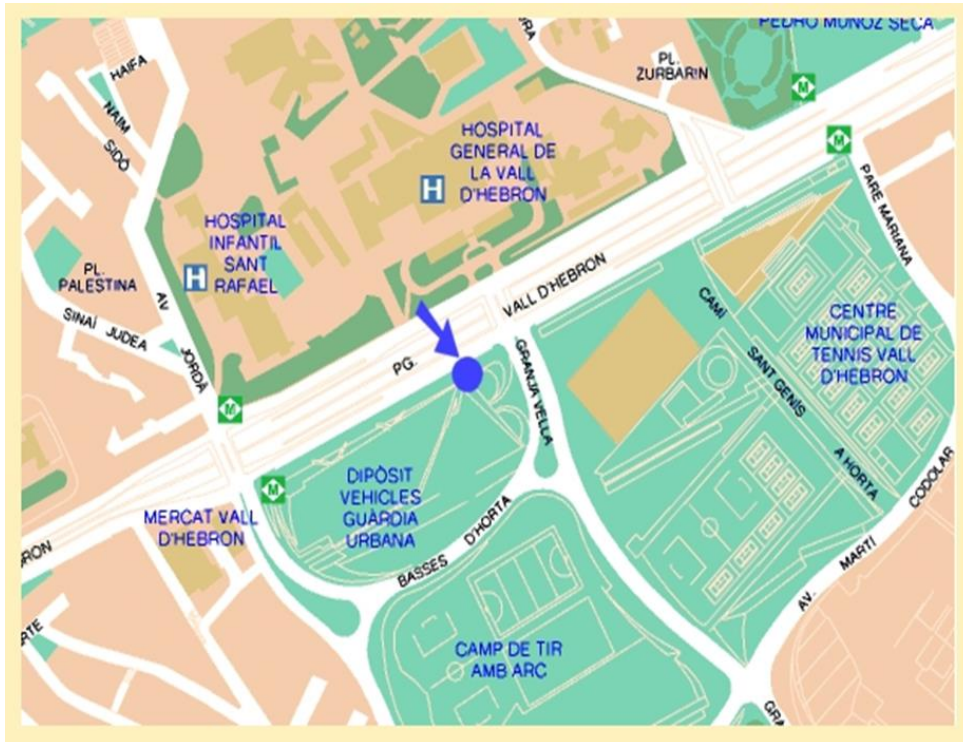 PEDRO MUÑOZ SECA
PL.
ZURBARIN
HAIFA
NAIM
SIDÓ
HOSPITAL
GENERAL DE
LA VALL
D'HEBRON
H
M
M
PARE MARIANA
HOSPITAL
INFANTIL
SANT
RAFAEL
H
PL.
PALESTINA
SINAÍ JUDEA
AV
JORDÀ
PG. VALL D'HEBRON
CAMÍ SANT GENÍS A HORTA
CENTRE
MUNICIPAL DE
TENNIS VALL
D'HEBRON
GRANJA VELLA
M
M
DIPÒSIT
VEHICLES
GUÀRDIA
URBANA
MERCAT VALL
D'HEBRON
BASSES D'HORTA
AV. MARTÍ CODOLAR
CAMP DE TIR
AMB ARC